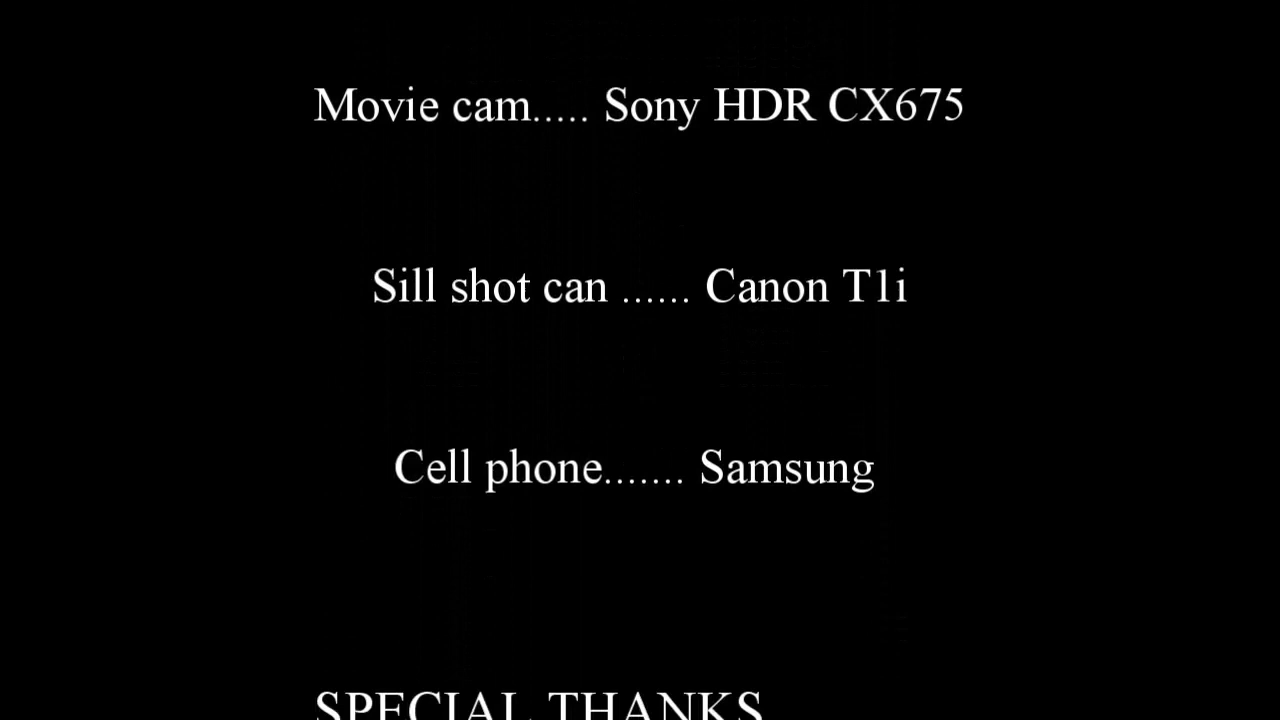 Movie cam..... Sony HDR CX675
Sill shot can ...... Canon T1i
Cell phone....... Samsung
SPECIAL THANKS